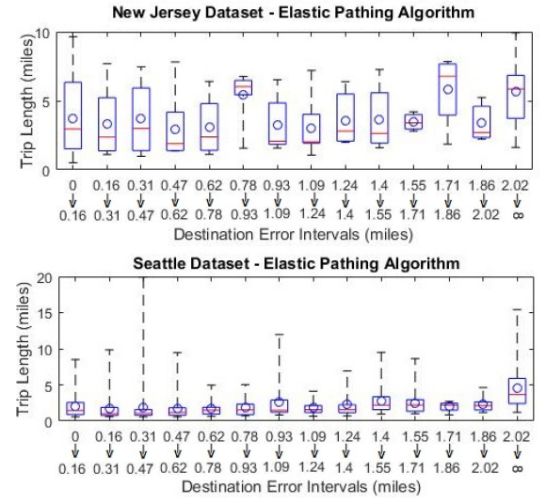 New Jersey Dataset - Elastic Pathing Algorithm
10
5
0
Trip Length (miles)
0 0.16 0.31 0.47 0.62 0.78 0.93 1.09 1.24 1.4 1.55 1.71 1.86 2.02
0.16 0.31 0.47 0.62 0.78 0.93 1.09 1.24 1.4 1.55 1.71 1.86 2.02 ∞
Destination Error Intervals (miles)
Seattle Dataset - Elastic Pathing Algorithm
20
15
10
5
0
Trip Length (miles)
0 0.16 0.31 0.47 0.62 0.78 0.93 1.09 1.24 1.4 1.55 1.71 1.86 2.02
0.16 0.31 0.47 0.62 0.78 0.93 1.09 1.24 1.4 1.55 1.71 1.86 2.02 ∞
Destination Error Intervals (miles)